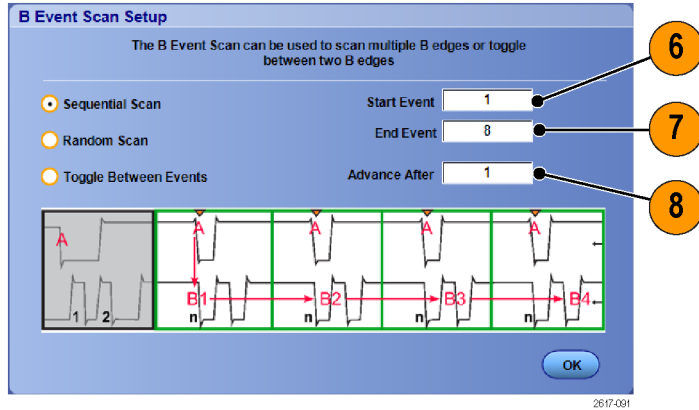 B Event Scan Setup
The B Event Scan can be used to scan multiple B edges or toggle
between two B edges
Sequential Scan
Start Event 1
6
Random Scan
End Event 8
7
Toggle Between Events
Advance After 1
8
A A A A A
1 2 B1 B2 B3 B4
n n n n
OK
2617-091